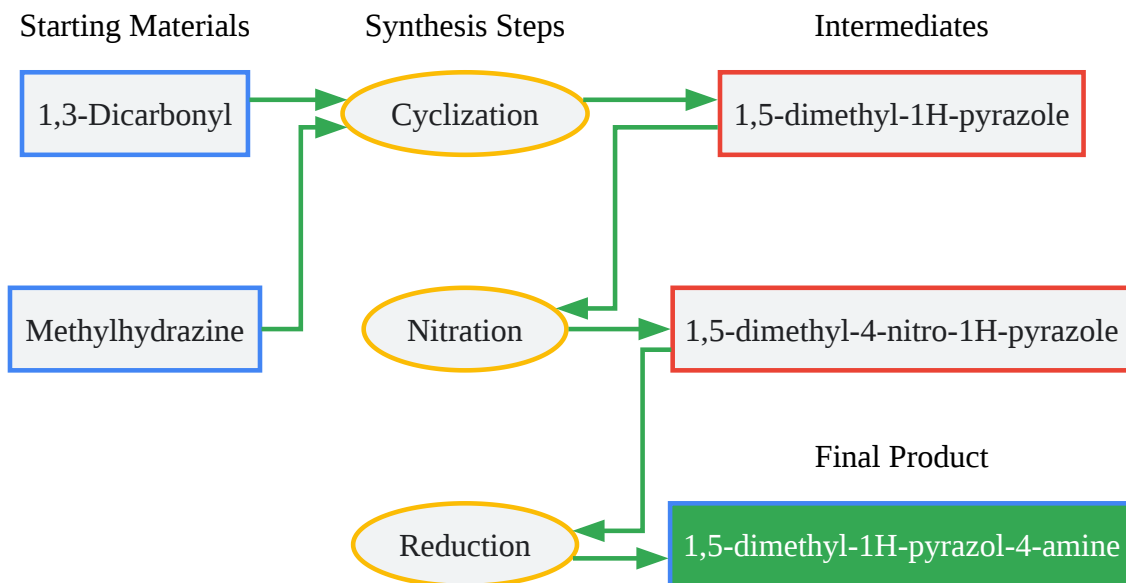 Starting Materials
Synthesis Steps
Intermediates
1,3-Dicarbonyl
Cyclization
1,5-dimethyl-1H-pyrazole
Methylhydrazine
Nitration
1,5-dimethyl-4-nitro-1H-pyrazole
Final Product
Reduction
1,5-dimethyl-1H-pyrazol-4-amine